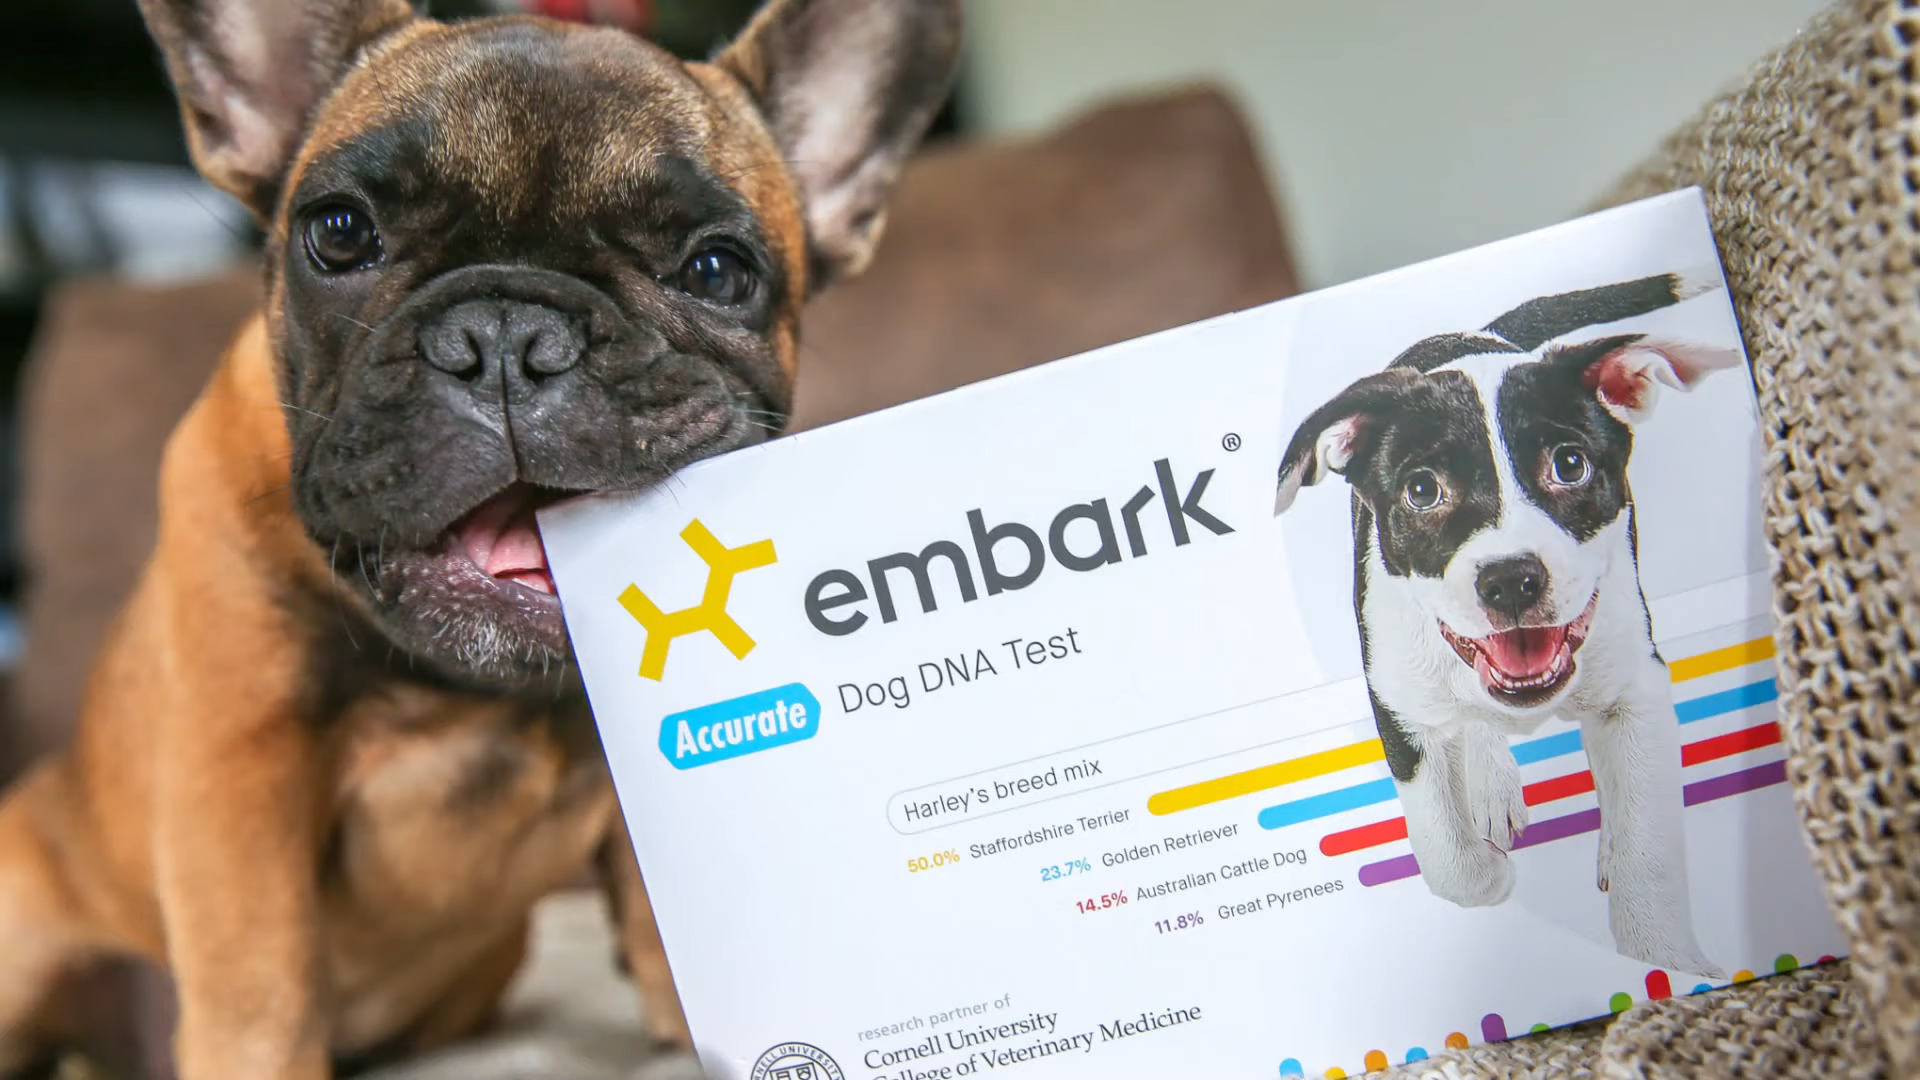 embark®
Accurate
Dog DNA Test
Harley's breed mix
50.0% Staffordshire Terrier
23.7% Golden Retriever
14.5% Australian Cattle Dog
11.8% Great Pyrenees
research partner of
Cornell University
College of Veterinary Medicine